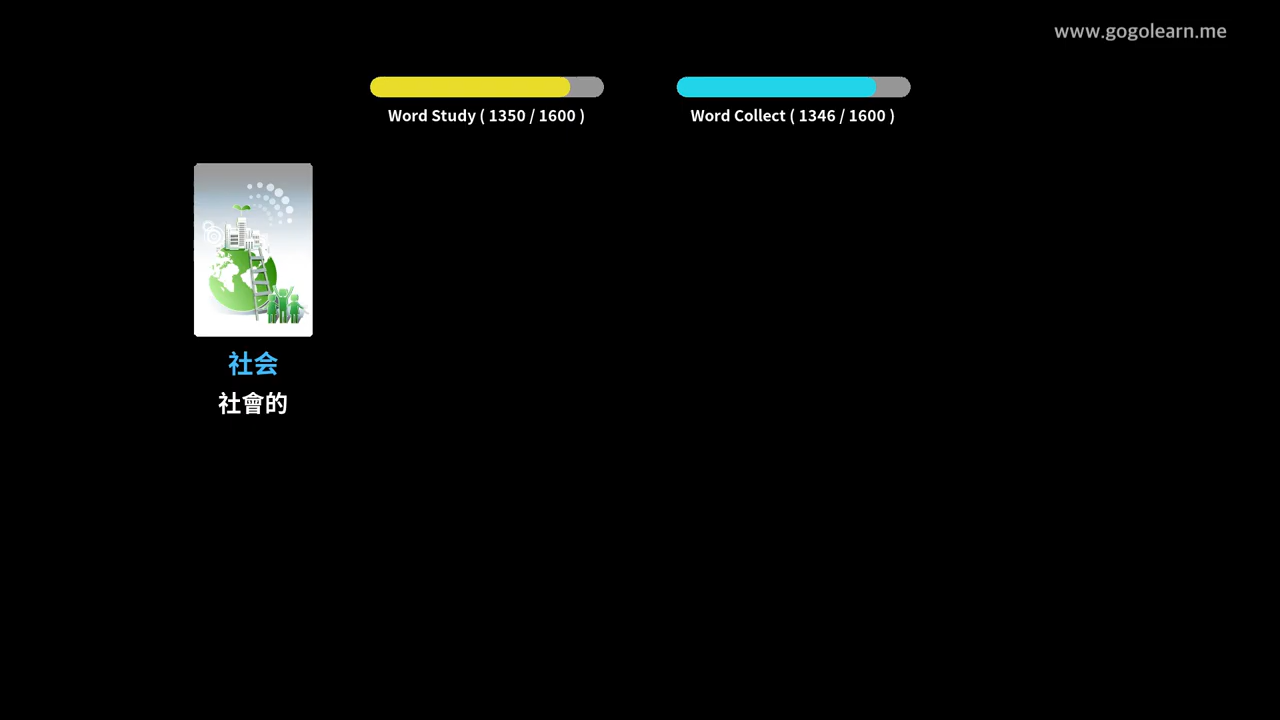 www.gogolearn.me
Word Study ( 1350 / 1600 )
Word Collect ( 1346 / 1600 )
社会
社會的